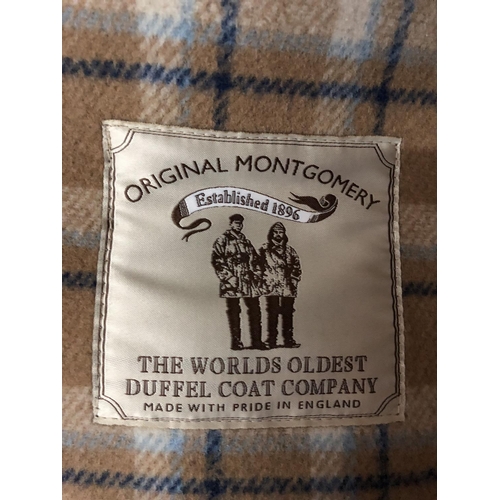 ORIGINAL MONTGOMERY
Established 1896
THE WORLDS OLDEST
DUFFEL COAT COMPANY
MADE WITH PRIDE IN ENGLAND